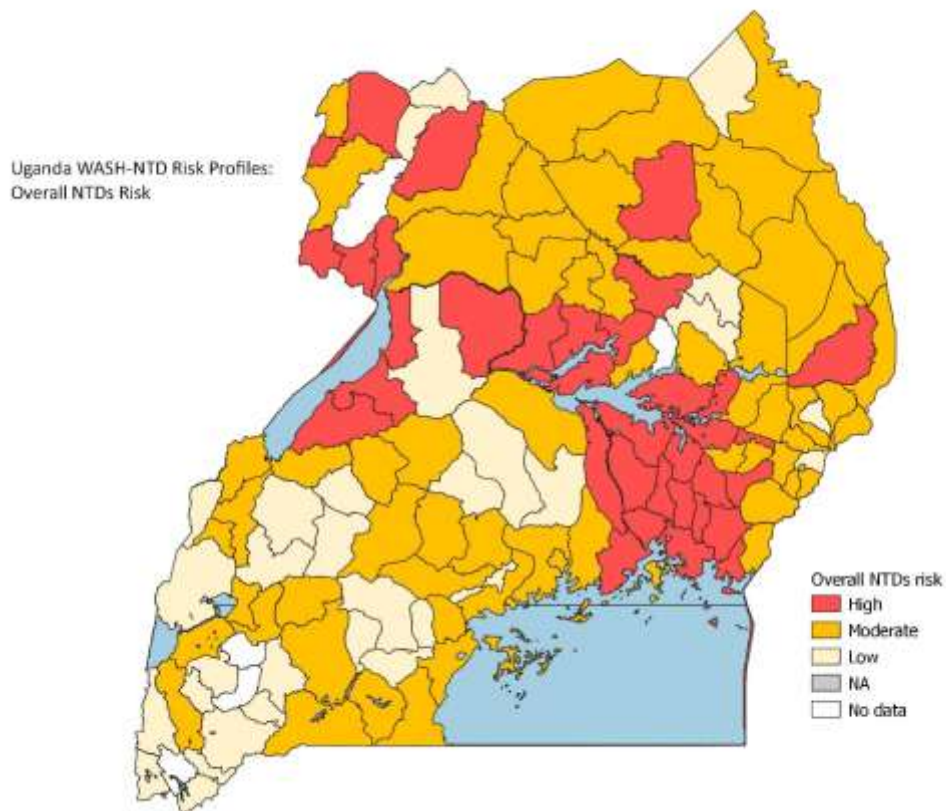 Uganda WASH-NTD Risk Profiles:
Overall NTDs Risk
Overall NTDs risk
High
Moderate
Low
NA
No data